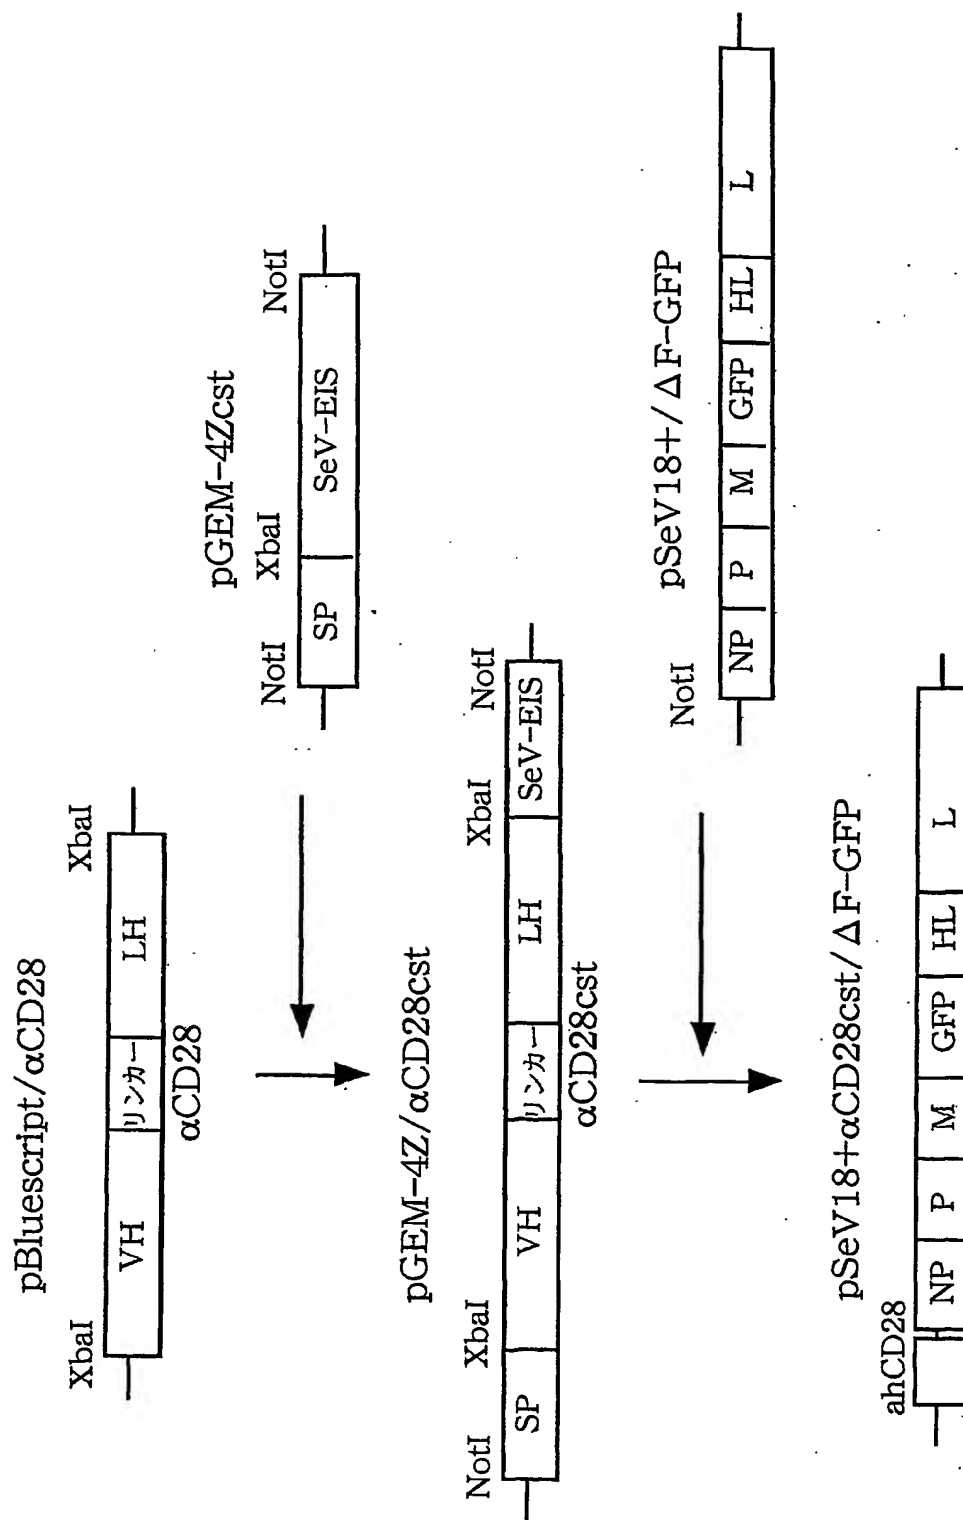 pBluescript/αCD28
XbaI XbaI
VH リンカー LH
αCD28
pGEM-4Zcst
NotI XbaI NotI
SP SeV-EIS
pGEM-4Z/αCD28cst
NotI XbaI XbaI NotI
SP VH リンカー LH SeV-EIS
αCD28cst
pSeV18+/ΔF-GFP
NotI
NP P M GFP HL L
pSeV18+αCD28cst/ΔF-GFP
ahCD28
NP P M GFP HL L